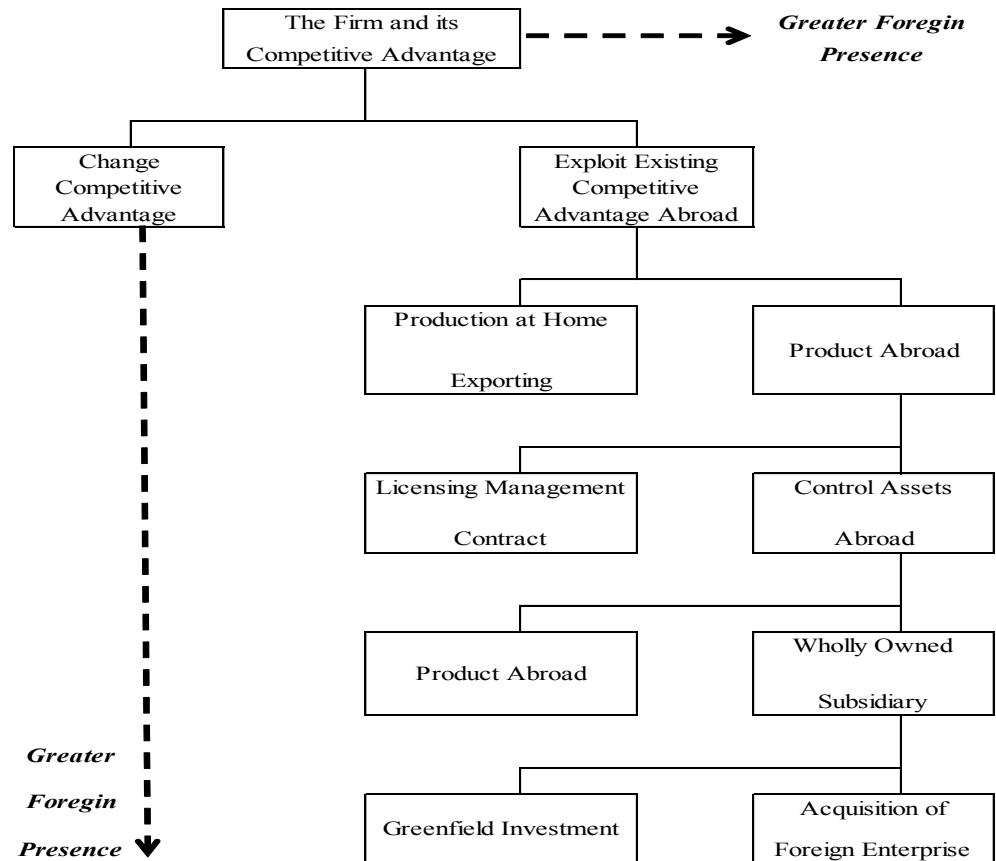 The Firm and its
Competitive Advantage
Greater Foregin
Presence
Change
Competitive
Advantage
Exploit Existing
Competitive
Advantage Abroad
Production at Home
Exporting
Product Abroad
Licensing Management
Contract
Control Assets
Abroad
Product Abroad
Wholly Owned
Subsidiary
Greater
Foregin
Presence
Greenfield Investment
Acquisition of
Foreign Enterprise